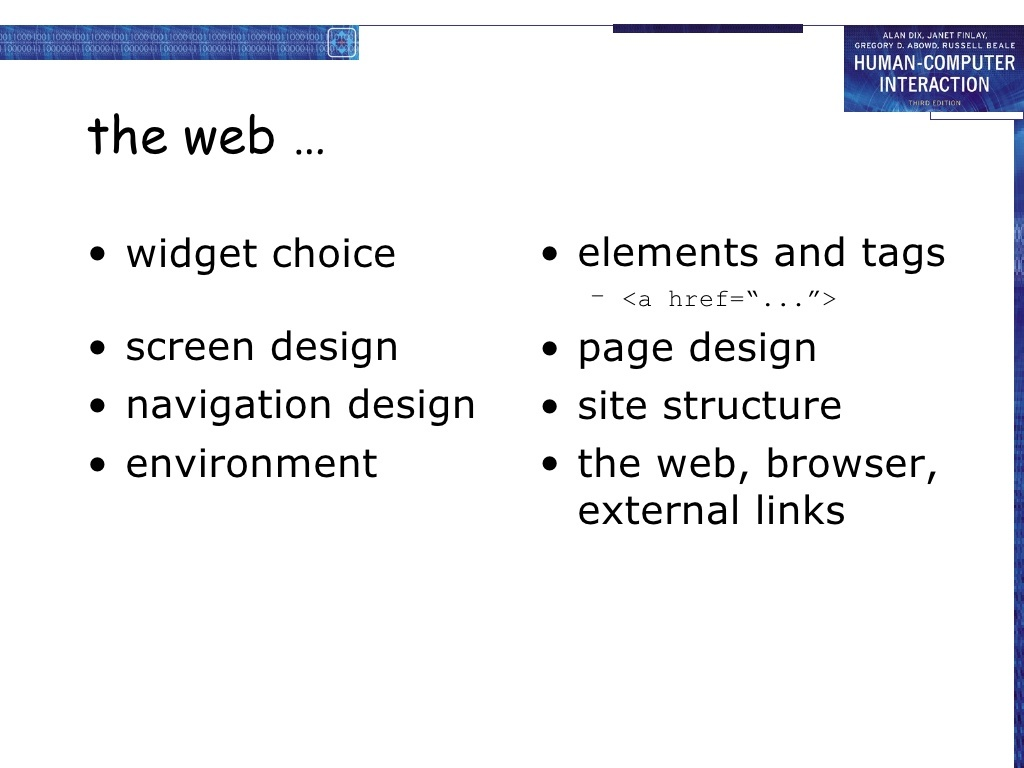 ALAN DIX, JANET FINLAY,
GREGORY D. ABOWD, RUSSELL BEALE
HUMAN-COMPUTER
INTERACTION
THIRD EDITION
the web …
• widget choice
• screen design
• navigation design
• environment
• elements and tags
– <a href=“...”>
• page design
• site structure
• the web, browser,
external links